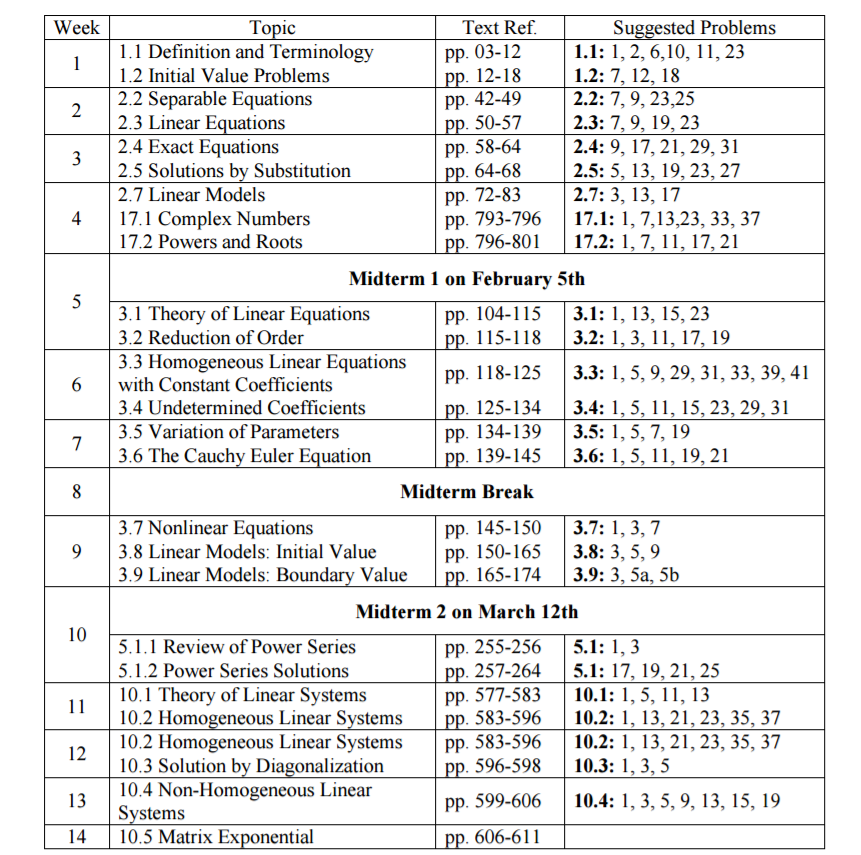 Week Topic Text Ref. Suggested Problems
1 1.1 Definition and Terminology pp. 03-12 1.1: 1, 2, 6,10, 11, 23
1.2 Initial Value Problems pp. 12-18 1.2: 7, 12, 18
2 2.2 Separable Equations pp. 42-49 2.2: 7, 9, 23,25
2.3 Linear Equations pp. 50-57 2.3: 7, 9, 19, 23
3 2.4 Exact Equations pp. 58-64 2.4: 9, 17, 21, 29, 31
2.5 Solutions by Substitution pp. 64-68 2.5: 5, 13, 19, 23, 27
4 2.7 Linear Models pp. 72-83 2.7: 3, 13, 17
17.1 Complex Numbers pp. 793-796 17.1: 1, 7,13,23, 33, 37
17.2 Powers and Roots pp. 796-801 17.2: 1, 7, 11, 17, 21
5 Midterm 1 on February 5th
3.1 Theory of Linear Equations pp. 104-115 3.1: 1, 13, 15, 23
3.2 Reduction of Order pp. 115-118 3.2: 1, 3, 11, 17, 19
6 3.3 Homogeneous Linear Equations
with Constant Coefficients pp. 118-125 3.3: 1, 5, 9, 29, 31, 33, 39, 41
3.4 Undetermined Coefficients pp. 125-134 3.4: 1, 5, 11, 15, 23, 29, 31
7 3.5 Variation of Parameters pp. 134-139 3.5: 1, 5, 7, 19
3.6 The Cauchy Euler Equation pp. 139-145 3.6: 1, 5, 11, 19, 21
8 Midterm Break
9 3.7 Nonlinear Equations pp. 145-150 3.7: 1, 3, 7
3.8 Linear Models: Initial Value pp. 150-165 3.8: 3, 5, 9
3.9 Linear Models: Boundary Value pp. 165-174 3.9: 3, 5a, 5b
10 Midterm 2 on March 12th
5.1.1 Review of Power Series pp. 255-256 5.1: 1, 3
5.1.2 Power Series Solutions pp. 257-264 5.1: 17, 19, 21, 25
11 10.1 Theory of Linear Systems pp. 577-583 10.1: 1, 5, 11, 13
10.2 Homogeneous Linear Systems pp. 583-596 10.2: 1, 13, 21, 23, 35, 37
12 10.2 Homogeneous Linear Systems pp. 583-596 10.2: 1, 13, 21, 23, 35, 37
10.3 Solution by Diagonalization pp. 596-598 10.3: 1, 3, 5
13 10.4 Non-Homogeneous Linear
Systems pp. 599-606 10.4: 1, 3, 5, 9, 13, 15, 19
14 10.5 Matrix Exponential pp. 606-611